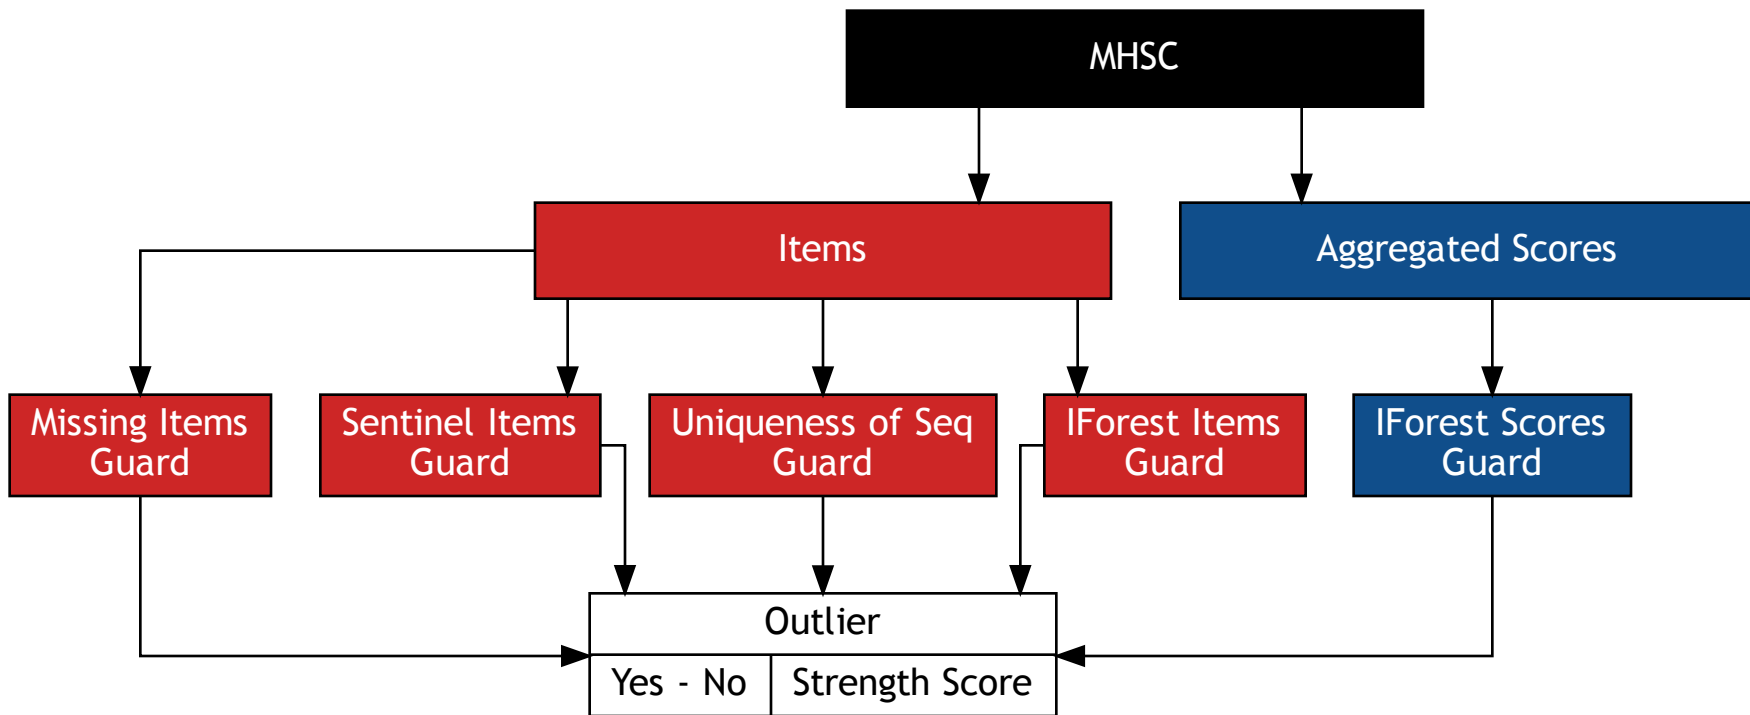 MHSC
Items
Aggregated Scores
Missing Items
Guard
Sentinel Items
Guard
Uniqueness of Seq
Guard
IForest Items
Guard
IForest Scores
Guard
Outlier
Yes - No
Strength Score